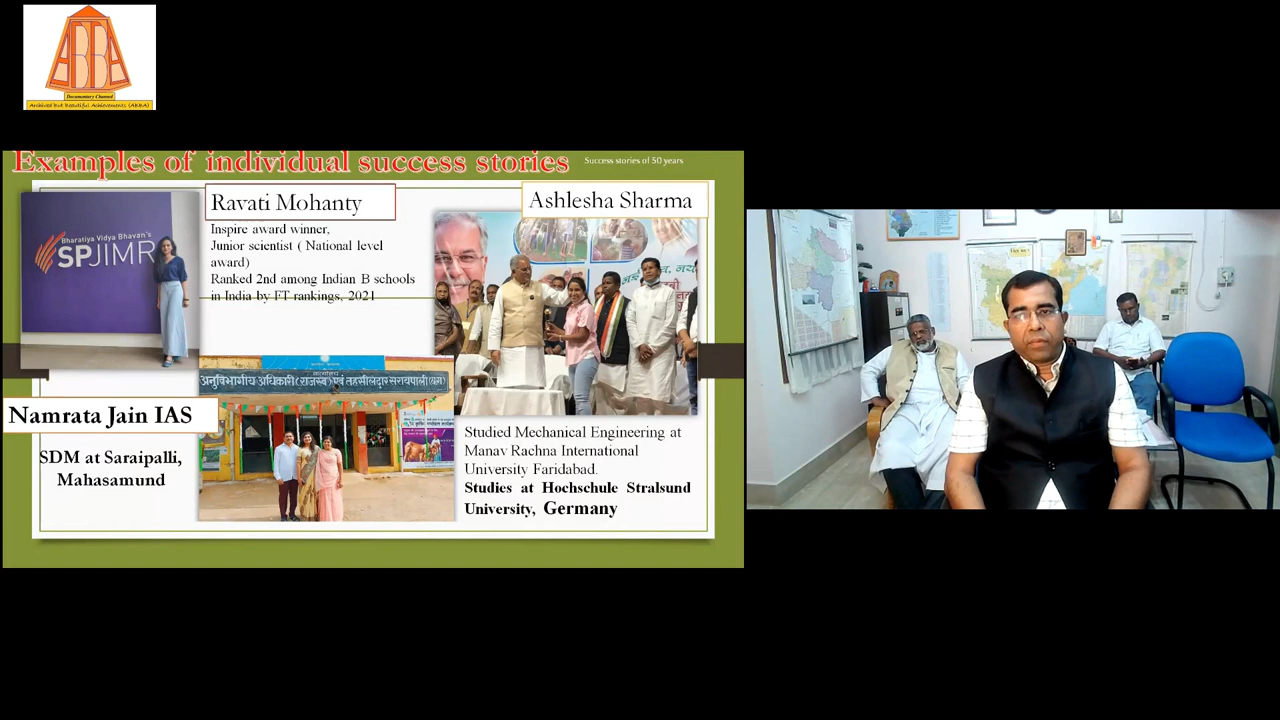 ABBA
Documentary Channel
Archived But Beautiful Achievements (ABBA)
Examples of individual success stories
Success stories of 50 years
Ravati Mohanty
Ashlesha Sharma
Inspire award winner,
Junior scientist ( National level
award)
Ranked 2nd among Indian B schools
in India by FT rankings, 2021
Bharatiya Vidya Bhavan's
SPJIMR
अनुविभागीय अधिकारी (राजस्व) एवं तहसीलदार सरायपाली
Namrata Jain IAS
SDM at Saraipalli,
Mahasamund
Studied Mechanical Engineering at
Manav Rachna International
University Faridabad.
Studies at Hochschule Stralsund
University, Germany